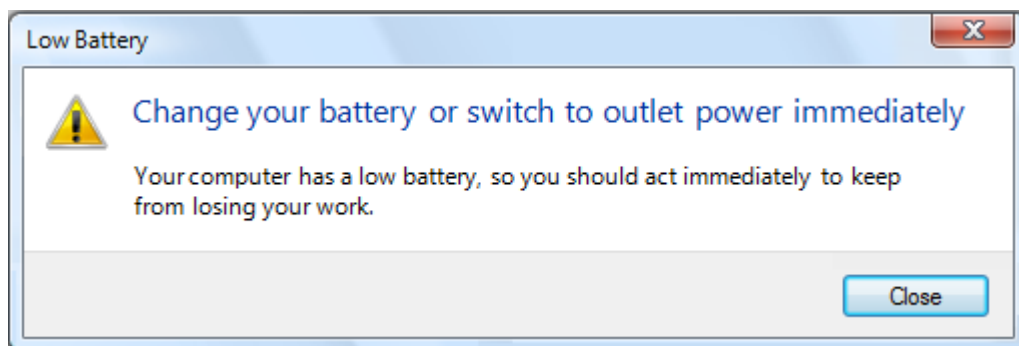 Low Battery
Change your battery or switch to outlet power immediately
Your computer has a low battery, so you should act immediately to keep
from losing your work.
Close